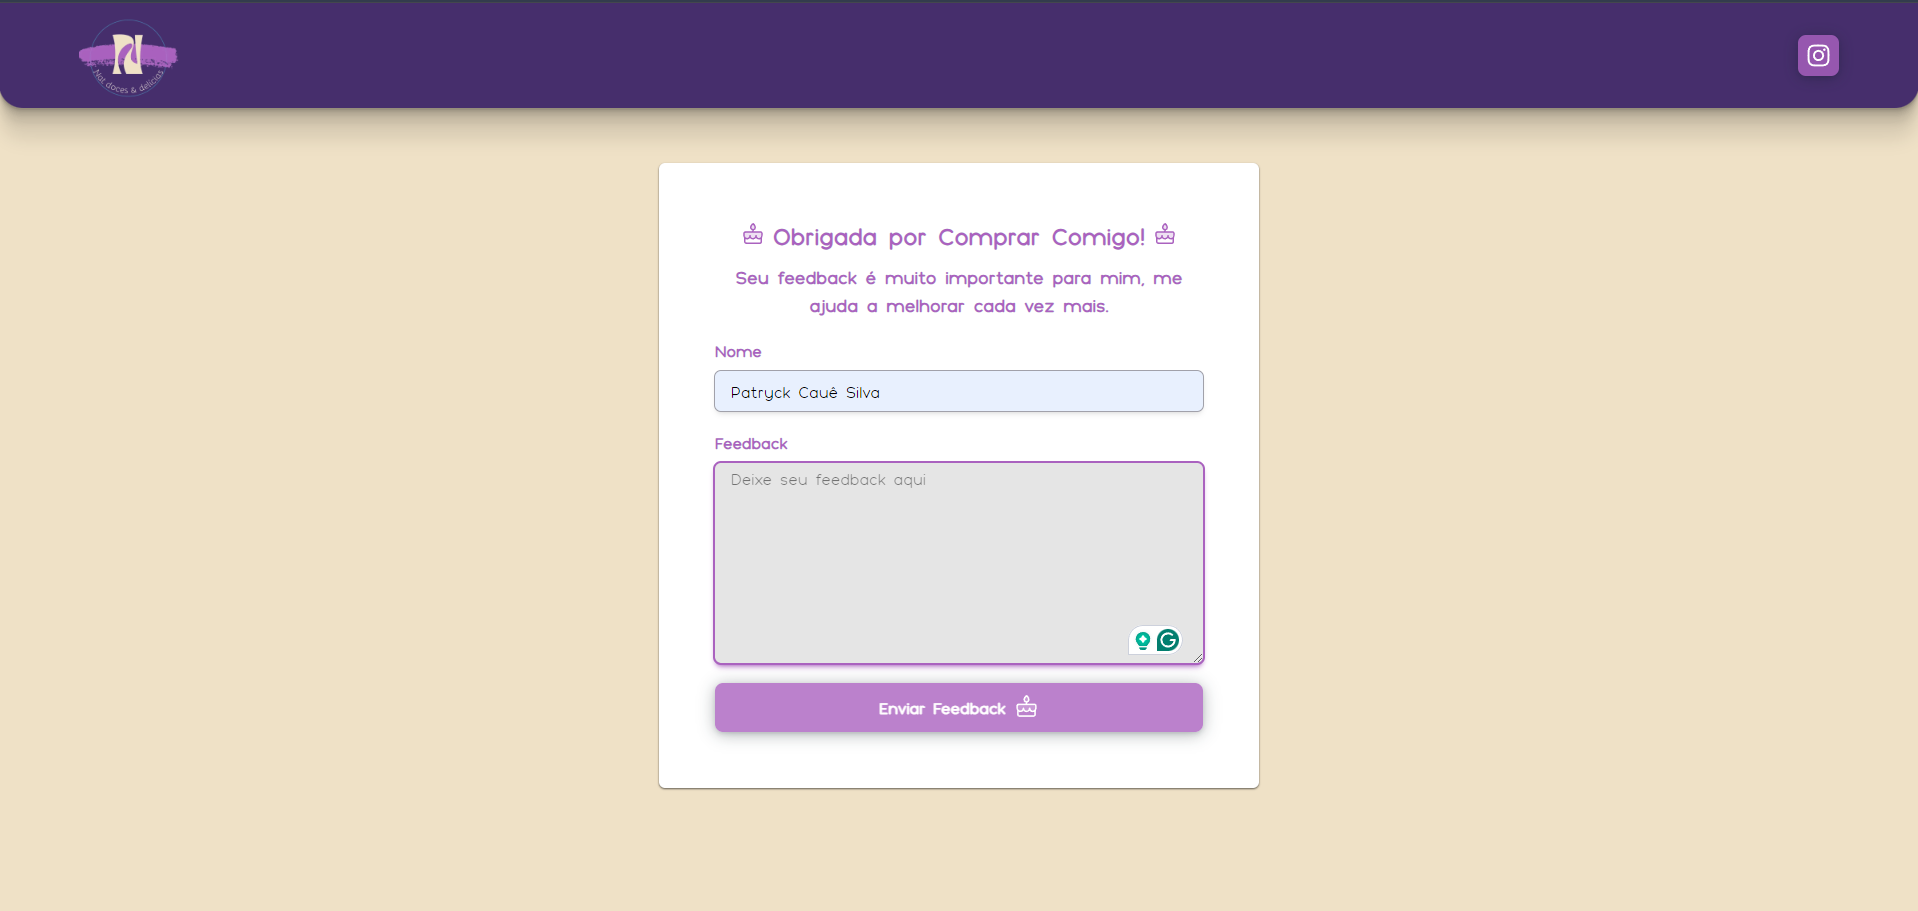 Nat doces & delícias
Obrigada por Comprar Comigo!
Seu feedback é muito importante para mim, me
ajuda a melhorar cada vez mais.
Nome
Patryck Cauê Silva
Feedback
Deixe seu feedback aqui
Enviar Feedback